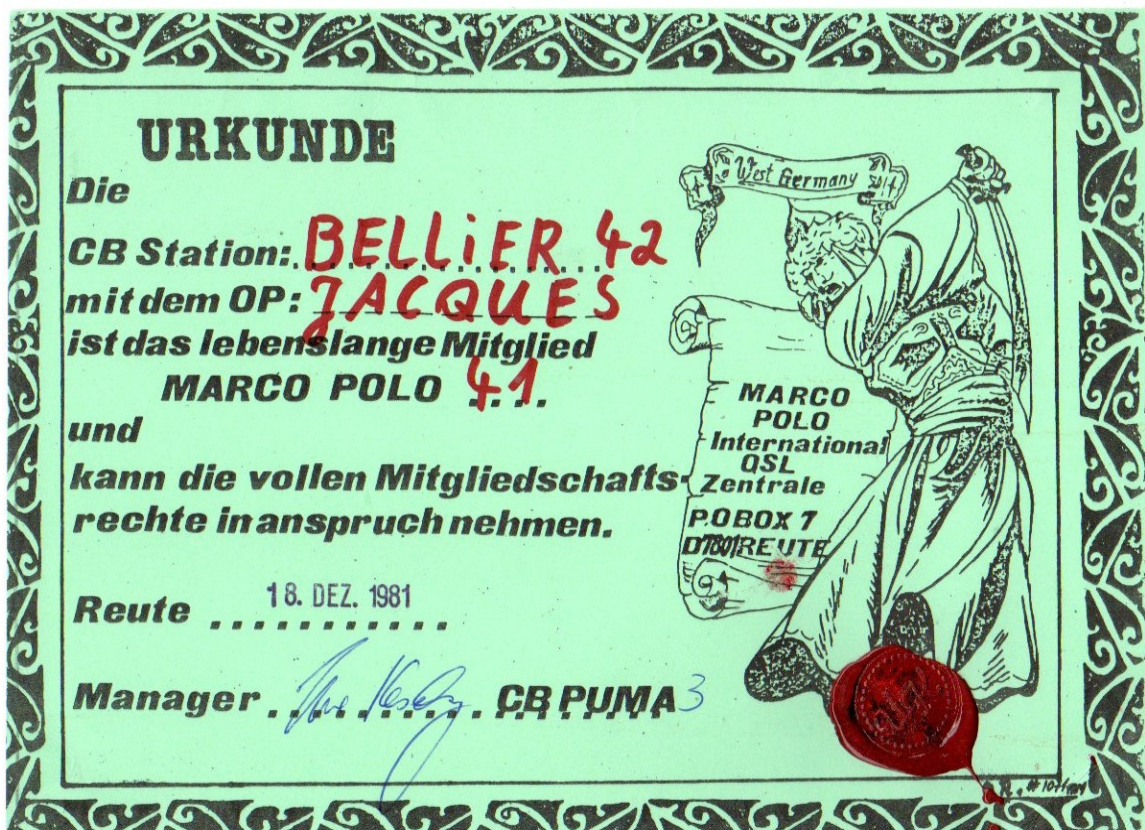 URKUNDE
Die
CB Station: BELLiER 42
mit dem OP: JACQUES
ist das lebenslange Mitglied
MARCO POLO 41
und
kann die vollen Mitgliedschafts-
rechte in anspruch nehmen.
Reute 18. DEZ. 1981
Manager CB PUMA 3
West Germany
MARCO
POLO
International
QSL
Zentrale
P.O BOX 7
D7801 REUTE